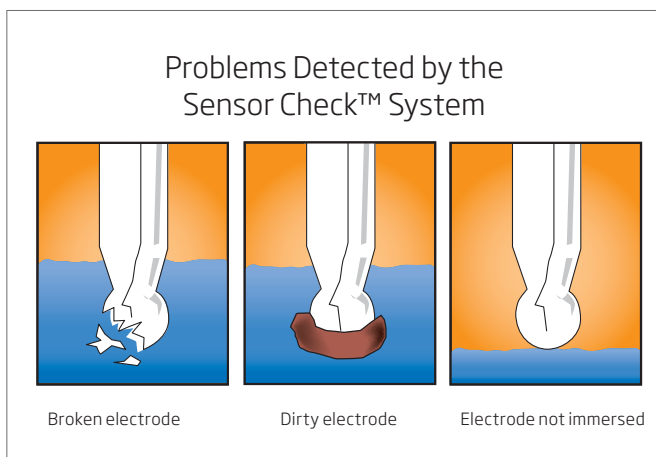 Problems Detected by the
Sensor Check™ System
Broken electrode
Dirty electrode
Electrode not immersed